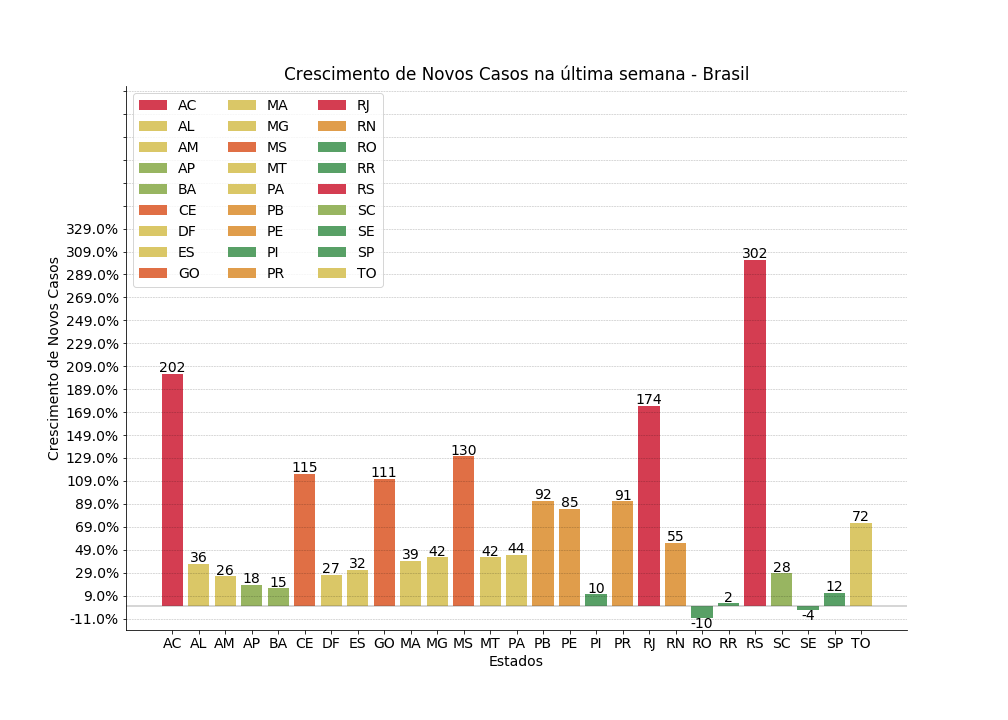 Crescimento de Novos Casos na última semana - Brasil
AC MA RJ
AL MG RN
AM MS RO
AP MT RR
BA PA RS
CE PB SC
DF PE SE
ES PI SP
GO PR TO
Crescimento de Novos Casos
329.0%
309.0%
289.0%
269.0%
249.0%
229.0%
209.0%
189.0%
169.0%
149.0%
129.0%
109.0%
89.0%
69.0%
49.0%
29.0%
9.0%
-11.0%
202 36 26 18 15 115 27 32 111 39 42 130 42 44 92 85 10 91 174 55 -10 2 302 28 -4 12 72
AC AL AM AP BA CE DF ES GO MA MG MS MT PA PB PE PI PR RJ RN RO RR RS SC SE SP TO
Estados